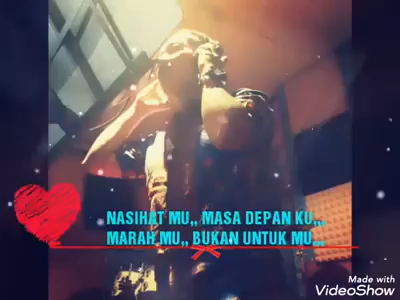 NASIHAT MU,, MASA DEPAN KU,,
MARAH MU,, BUKAN UNTUK MU,,,
Made with
VideoShow